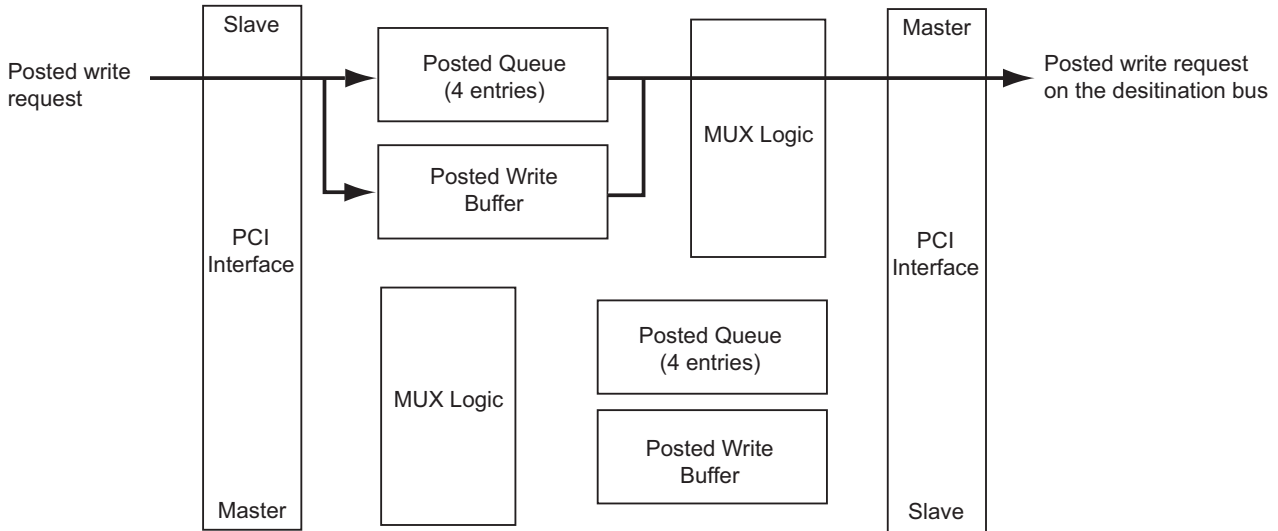 Slave
Master
Posted write
request
Posted Queue
(4 entries)
Posted write request
on the desitination bus
MUX Logic
Posted Write
Buffer
PCI
Interface
PCI
Interface
Posted Queue
(4 entries)
MUX Logic
Posted Write
Buffer
Master
Slave